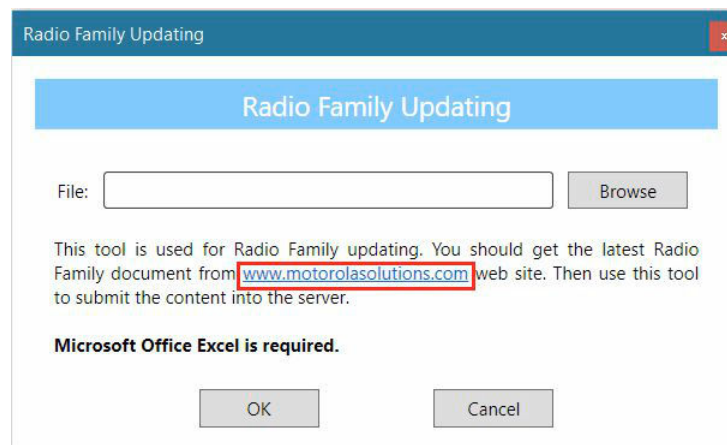 Radio Family Updating
Radio Family Updating
File:
Browse
This tool is used for Radio Family updating. You should get the latest Radio
Family document from www.motorolasolutions.com web site. Then use this tool
to submit the content into the server.
Microsoft Office Excel is required.
OK
Cancel